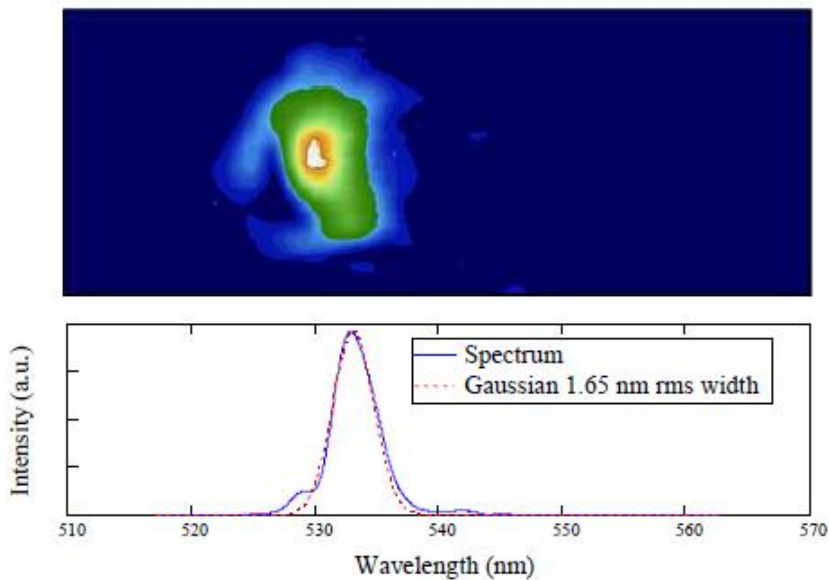 Intensity (a.u.)
Spectrum
Gaussian 1.65 nm rms width
510 520 530 540 550 560 570
Wavelength (nm)